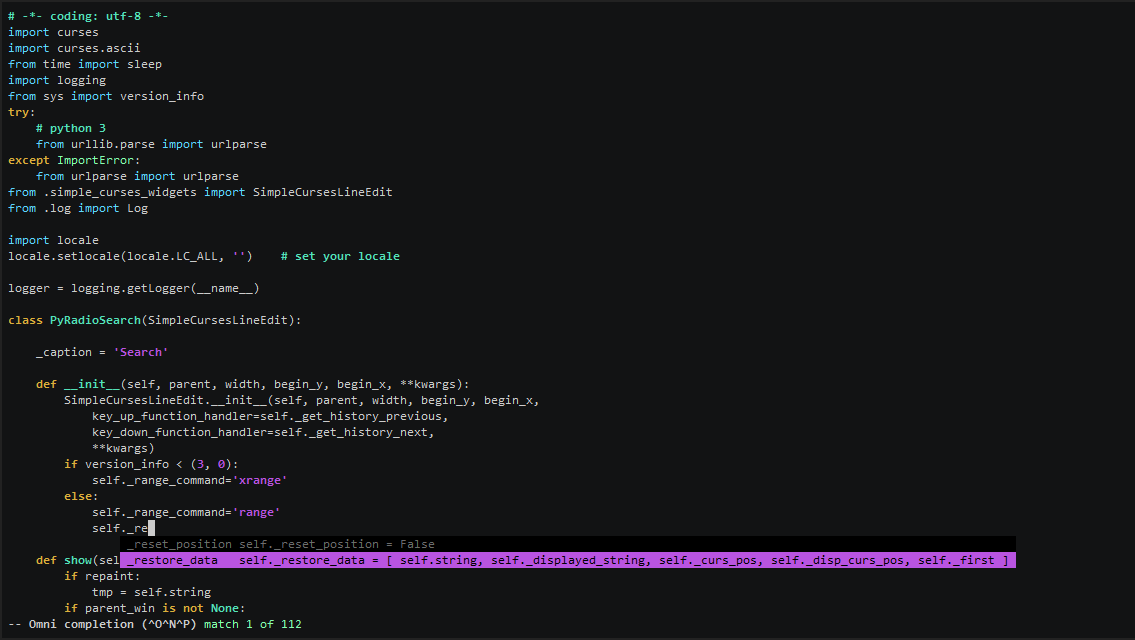 # -*- coding: utf-8 -*-
import curses
import curses.ascii
from time import sleep
import logging
from sys import version_info
try:
    # python 3
    from urllib.parse import urlparse
except ImportError:
    from urlparse import urlparse
from .simple_curses_widgets import SimpleCursesLineEdit
from .log import Log

import locale
locale.setlocale(locale.LC_ALL, '')    # set your locale

logger = logging.getLogger(__name__)

class PyRadioSearch(SimpleCursesLineEdit):

    _caption = 'Search'

    def __init__(self, parent, width, begin_y, begin_x, **kwargs):
        SimpleCursesLineEdit.__init__(self, parent, width, begin_y, begin_x,
            key_up_function_handler=self._get_history_previous,
            key_down_function_handler=self._get_history_next,
            **kwargs)
        if version_info < (3, 0):
            self._range_command='xrange'
        else:
            self._range_command='range'
            self._re
                 _reset_position self._reset_position = False
    def show(sel _restore_data   self._restore_data = [ self.string, self._displayed_string, self._curs_pos, self._disp_curs_pos, self._first ]
        if repaint:
            tmp = self.string
        if parent_win is not None:
-- Omni completion (^O^N^P) match 1 of 112